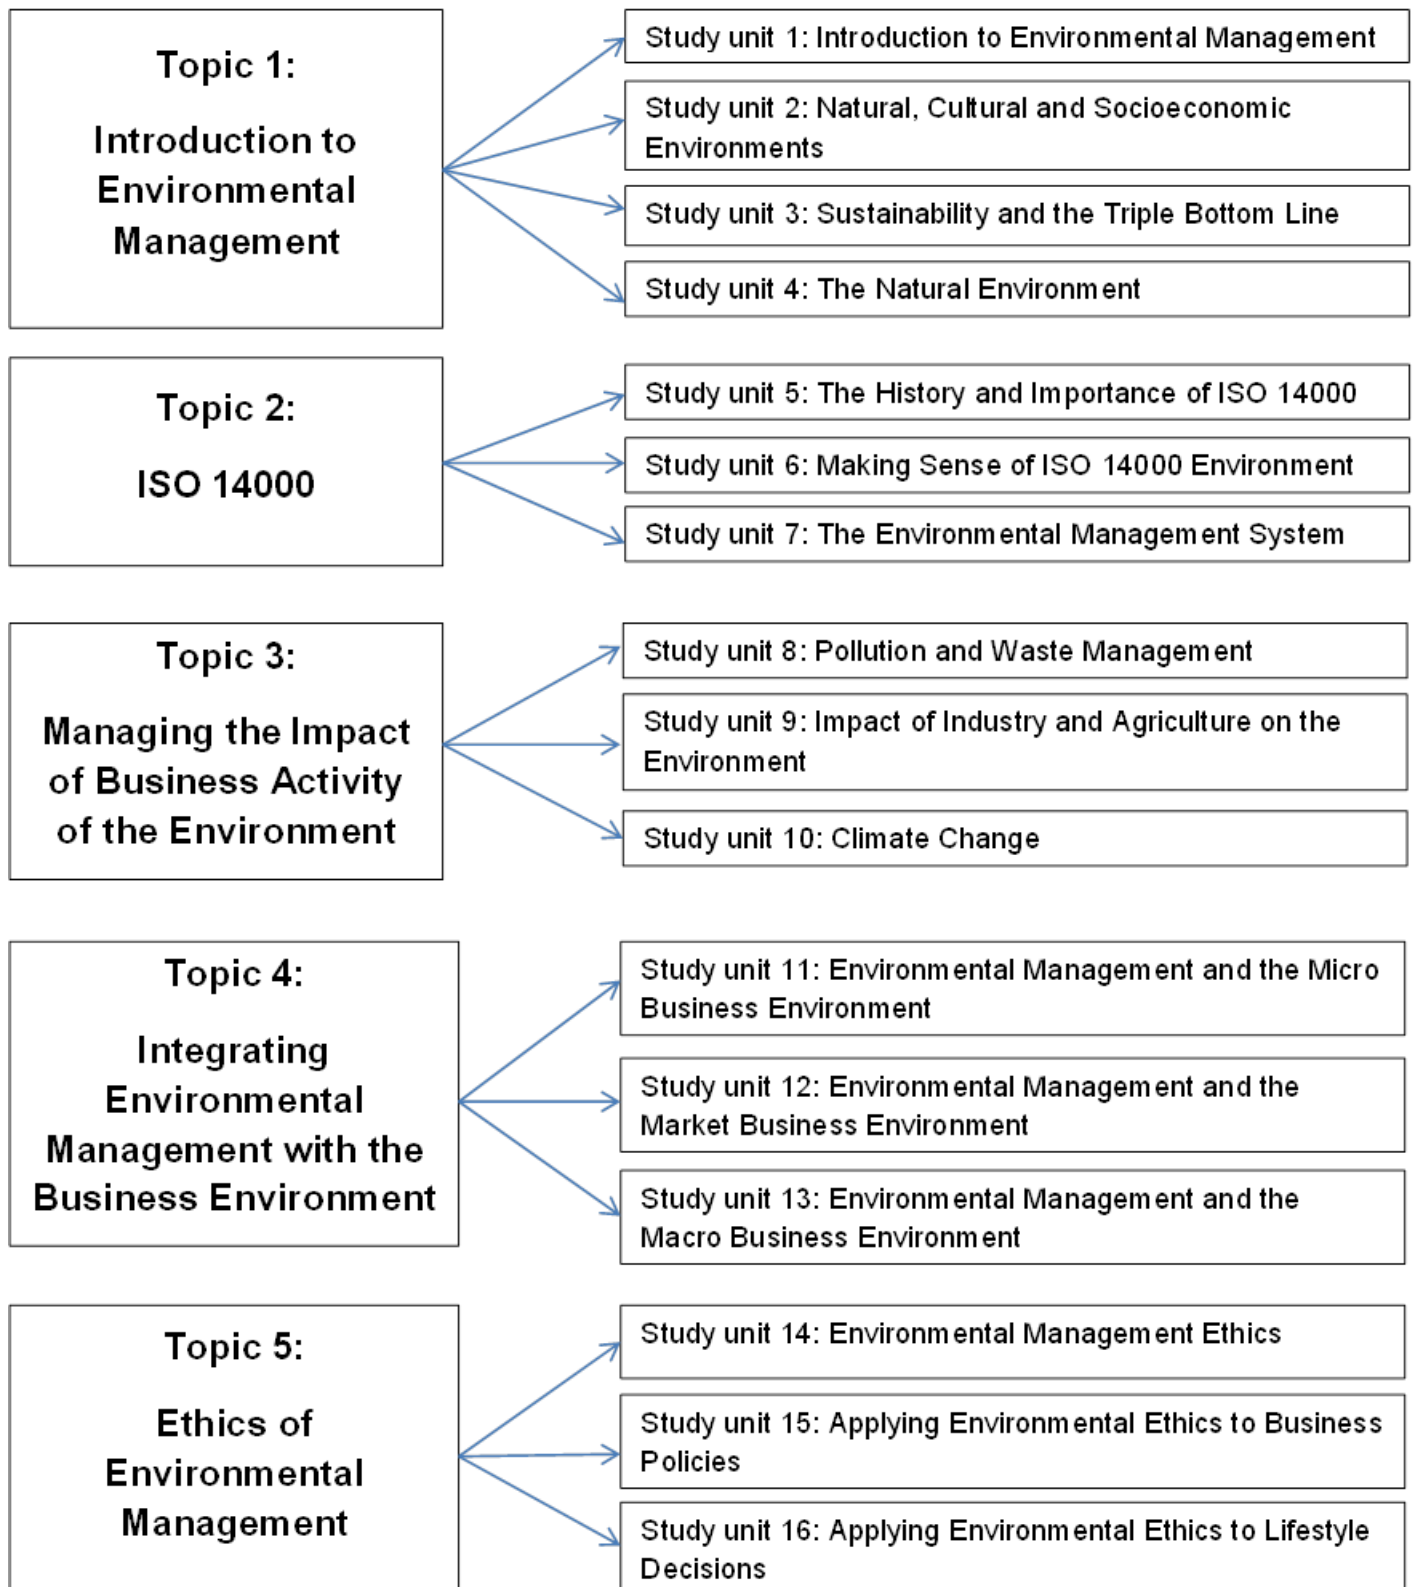 Topic 1:
Introduction to
Environmental
Management
Study unit 1: Introduction to Environmental Management
Study unit 2: Natural, Cultural and Socioeconomic
Environments
Study unit 3: Sustainability and the Triple Bottom Line
Study unit 4: The Natural Environment
Topic 2:
ISO 14000
Study unit 5: The History and Importance of ISO 14000
Study unit 6: Making Sense of ISO 14000 Environment
Study unit 7: The Environmental Management System
Topic 3:
Managing the Impact
of Business Activity
of the Environment
Study unit 8: Pollution and Waste Management
Study unit 9: Impact of Industry and Agriculture on the
Environment
Study unit 10: Climate Change
Topic 4:
Integrating
Environmental
Management with the
Business Environment
Study unit 11: Environmental Management and the Micro
Business Environment
Study unit 12: Environmental Management and the
Market Business Environment
Study unit 13: Environmental Management and the
Macro Business Environment
Topic 5:
Ethics of
Environmental
Management
Study unit 14: Environmental Management Ethics
Study unit 15: Applying Environmental Ethics to Business
Policies
Study unit 16: Applying Environmental Ethics to Lifestyle
Decisions